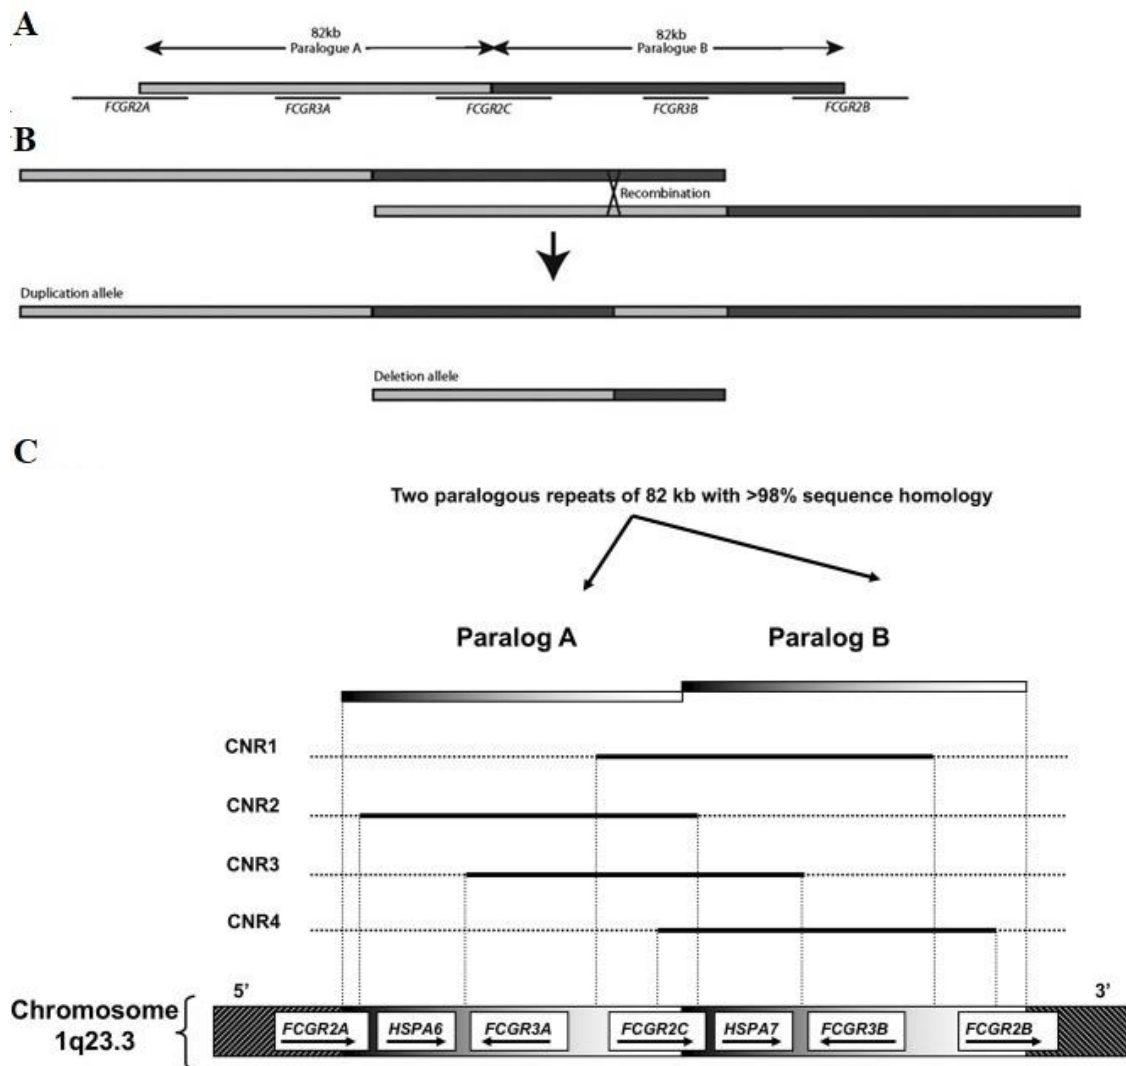 A
82kb
Paralogue A
82kb
Paralogue B
FCGR2A
FCGR3A
FCGR2C
FCGR3B
FCGR2B
B
Recombination
Duplication allele
Deletion allele
C
Two paralogous repeats of 82 kb with >98% sequence homology
Paralog A
Paralog B
CNR1
CNR2
CNR3
CNR4
5’
3’
Chromosome
1q23.3
FCGR2A
HSPA6
FCGR3A
FCGR2C
HSPA7
FCGR3B
FCGR2B